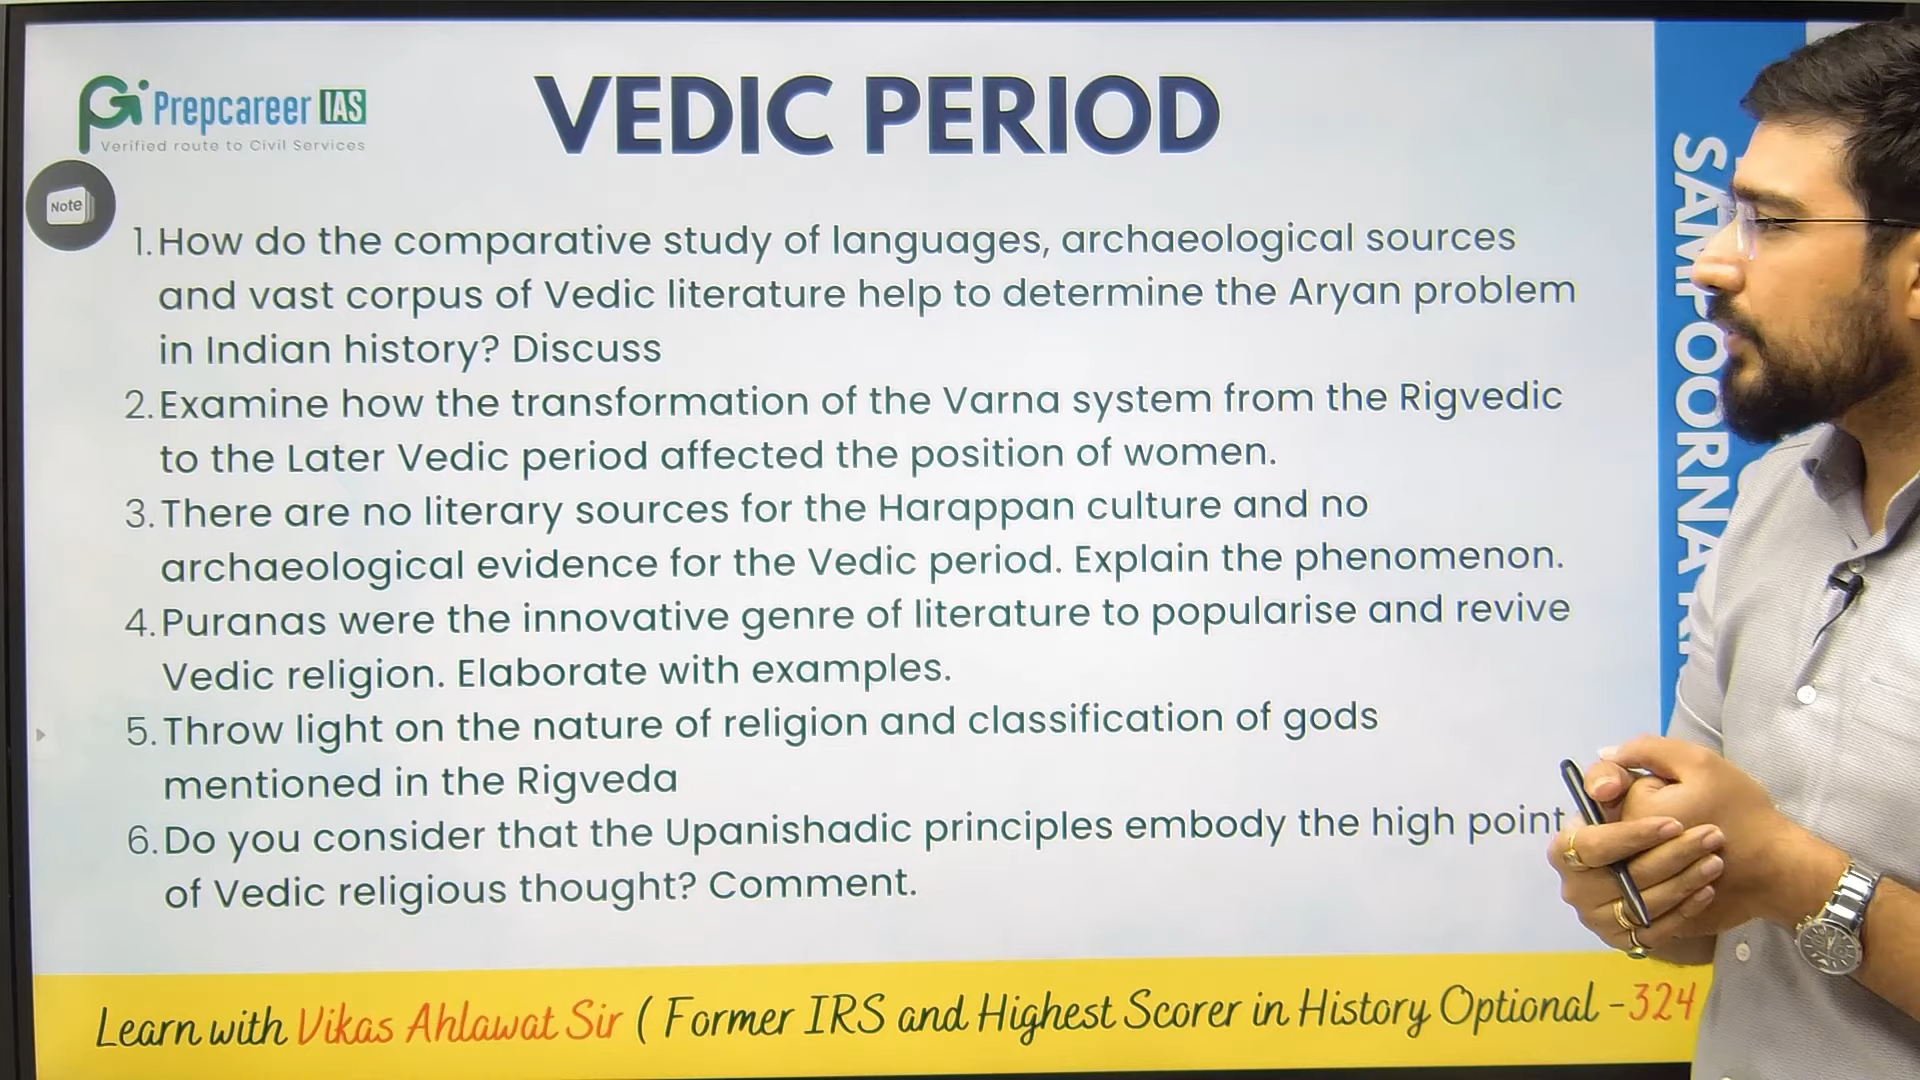 Prepcareer IAS
Verified route to Civil Services
VEDIC PERIOD
Note
1. How do the comparative study of languages, archaeological sources
and vast corpus of Vedic literature help to determine the Aryan problem
in Indian history? Discuss
2. Examine how the transformation of the Varna system from the Rigvedic
to the Later Vedic period affected the position of women.
3. There are no literary sources for the Harappan culture and no
archaeological evidence for the Vedic period. Explain the phenomenon.
4. Puranas were the innovative genre of literature to popularise and revive
Vedic religion. Elaborate with examples.
5. Throw light on the nature of religion and classification of gods
mentioned in the Rigveda
6. Do you consider that the Upanishadic principles embody the high point
of Vedic religious thought? Comment.
SAMPOORNA
Learn with Vikas Ahlawat Sir ( Former IRS and Highest Scorer in History Optional - 324